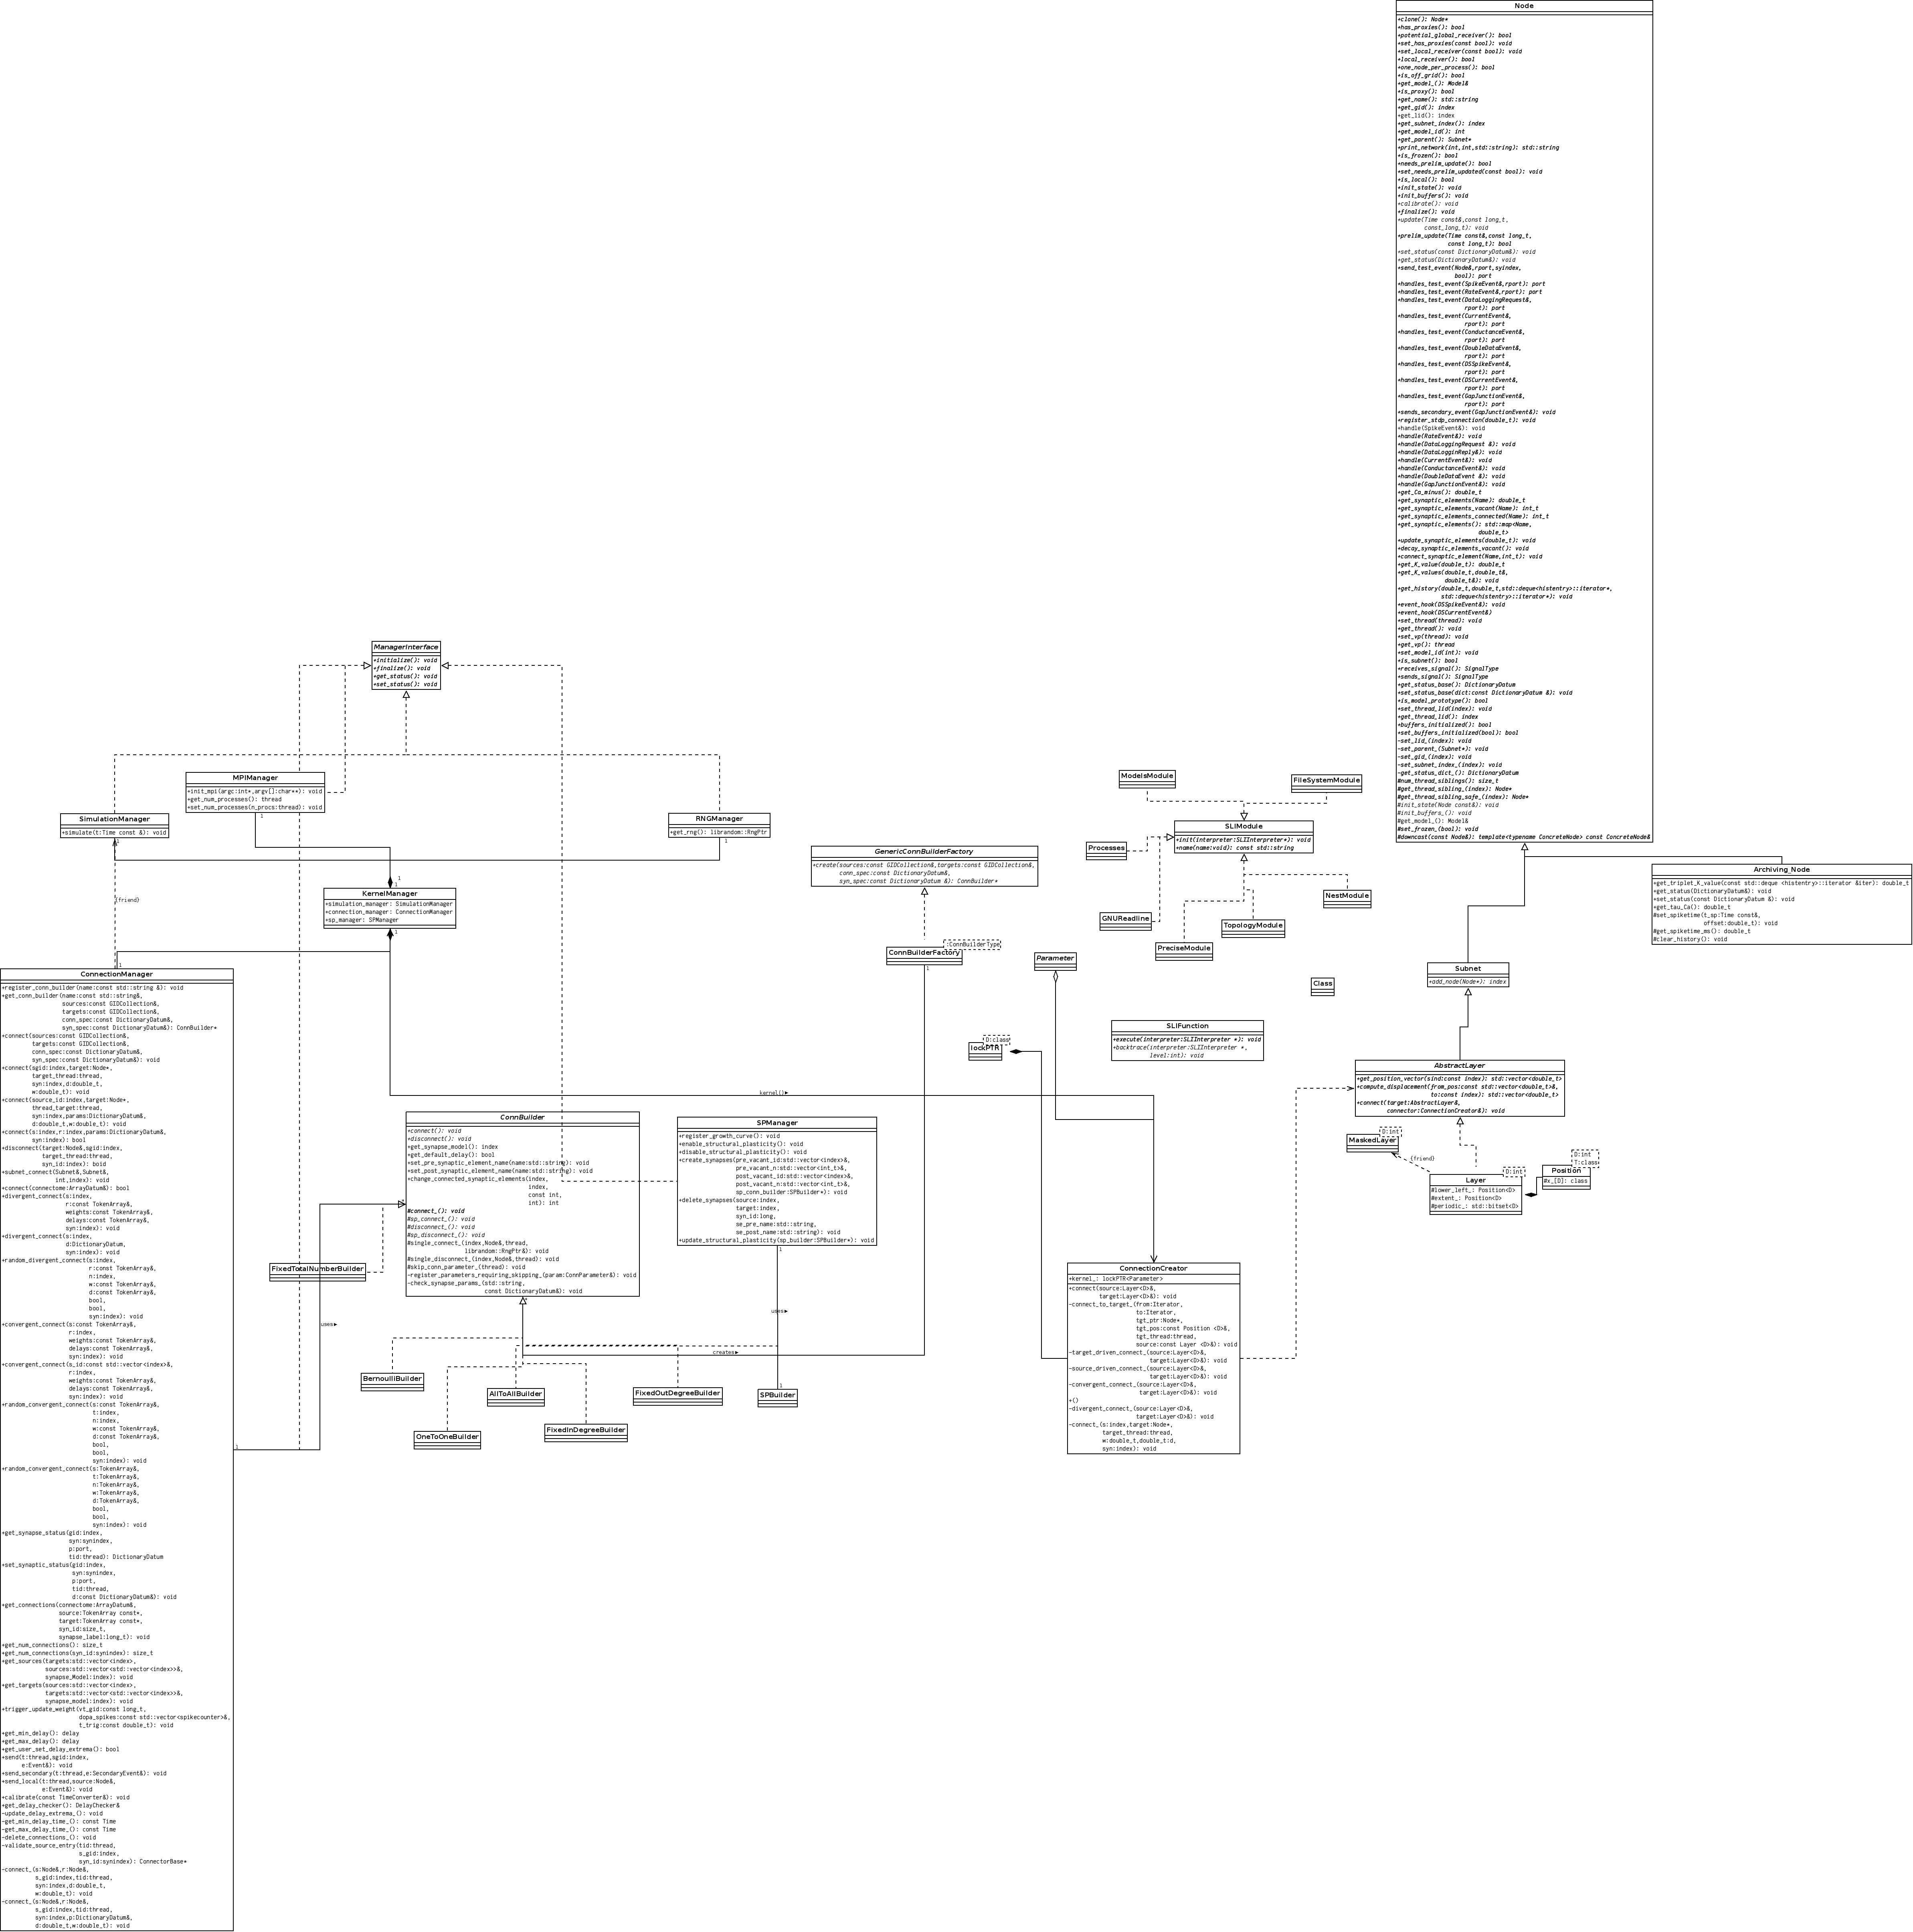 Node
+clone(): Node*
+has_proxies(): bool
+potential_global_receiver(): bool
+set_has_proxies(const bool): void
+set_local_receiver(const bool): void
+local_receiver(): bool
+one_node_per_process(): bool
+is_off_grid(): bool
+get_model_(): Model&
+is_proxy(): bool
+get_name(): std::string
+get_gid(): index
+get_lid(): index
+get_subnet_index(): index
+get_model_id(): int
+get_parent(): Subnet*
+print_network(int,int,std::string): std::string
+is_frozen(): bool
+needs_prelim_update(): bool
+set_needs_prelim_updated(const bool): void
+is_local(): bool
+init_state(): void
+init_buffers(): void
+calibrate(): void
+finalize(): void
+update(Time const&,const long_t,
const_long_t): void
+prelim_update(Time const&,const long_t,
const long_t): bool
+set_status(const DictionaryDatum&): void
+get_status(DictionaryDatum&): void
+send_test_event(Node&,rport,syindex,
bool): port
+handles_test_event(SpikeEvent&,rport): port
+handles_test_event(RateEvent&,rport): port
+handles_test_event(DataLoggingRequest&,
rport): port
+handles_test_event(CurrentEvent&,
rport): port
+handles_test_event(ConductanceEvent&,
rport): port
+handles_test_event(DoubleDataEvent&,
rport): port
+handles_test_event(DSSpikeEvent&,
rport): port
+handles_test_event(DSCurrentEvent&,
rport): port
+handles_test_event(GapJunctionEvent&,
rport): port
+sends_secondary_event(GapJunctionEvent&): void
+register_stdp_connection(double_t): void
+handle(SpikeEvent&): void
+handle(RateEvent&): void
+handle(DataLoggingRequest &): void
+handle(DataLogginReply&): void
+handle(CurrentEvent&): void
+handle(ConductanceEvent&): void
+handle(DoubleDataEvent &): void
+handle(GapJunctionEvent&): void
+get_Ca_minus(): double_t
+get_synaptic_elements(Name): double_t
+get_synaptic_elements_vacant(Name): int_t
+get_synaptic_elements_connected(Name): int_t
+get_synaptic_elements(): std::map<Name,
double_t>
+update_synaptic_elements(double_t): void
+decay_synaptic_elements_vacant(): void
+connect_synaptic_element(Name,int_t): void
+get_K_value(double_t): double_t
+get_K_values(double_t,double_t&,
double_t&): void
+get_history(double_t,double_t,std::deque<histentry>::iterator*,
std::deque<histentry>::iterator*): void
+event_hook(DSSpikeEvent&): void
+event_hook(DSCurrentEvent&)
+set_thread(thread): void
+get_thread(): void
+set_vp(thread): void
+get_vp(): thread
+set_model_id(int): void
+is_subnet(): bool
+receives_signal(): SignalType
+sends_signal(): SignalType
+get_status_base(): DictionaryDatum
+set_status_base(dict:const DictionaryDatum &): void
+is_model_prototype(): bool
+set_thread_lid(index): void
+get_thread_lid(): index
+buffers_initialized(): bool
+set_buffers_initialized(bool): bool
-set_lid_(index): void
-set_parent_(Subnet*): void
-set_gid_(index): void
-set_subnet_index_(index): void
-get_status_dict_(): DictionaryDatum
#num_thread_siblings(): size_t
#get_thread_sibling_(index): Node*
#get_thread_sibling_safe_(index): Node*
#init_state(Node const&): void
#init_buffers_(): void
#get_model_(): Model&
#set_frozen_(bool): void
#downcast(const Node&): template<typename ConcreteNode> const ConcreteNode&
ManagerInterface
+initialize(): void
+finalize(): void
+get_status(): void
+set_status(): void
MPIManager
+init_mpi(argc:int*,argv[]:char**): void
+get_num_processes(): thread
+set_num_processes(n_procs:thread): void
1
SimulationManager
+simulate(t:Time const &): void
1
RNGManager
+get_rng(): librandom::RngPtr
1
{friend}
1
1
KernelManager
+simulation_manager: SimulationManager
+connection_manager: ConnectionManager
+sp_manager: SPManager
1
GenericConnBuilderFactory
+create(sources:const GIDCollection&,targets:const GIDCollection&,
conn_spec:const DictionaryDatum&,
syn_spec:const DictionaryDatum &): ConnBuilder*
:ConnBuilderType
ConnBuilderFactory
1
ModelsModule
FileSystemModule
SLIModule
+init(interpreter:SLIInterpreter*): void
+name(name:void): const std::string
Processes
GNUReadline
NestModule
TopologyModule
PreciseModule
Archiving_Node
+get_triplet_K_value(const std::deque <histentry>::iterator &iter): double_t
+get_status(DictionaryDatum&): void
+set_status(const DictionaryDatum &): void
+get_tau_Ca(): double_t
#set_spiketime(t_sp:Time const&,
offset:double_t): void
#get_spiketime_ms(): double_t
#clear_history(): void
Parameter
Class
Subnet
+add_node(Node*): index
SLIFunction
+execute(interpreter:SLIInterpreter *): void
+backtrace(interpreter:SLIInterpreter *,
level:int): void
D:class
lockPTR
kernel()►
AbstractLayer
+get_position_vector(sind:const index): std::vector<double_t>
+compute_displacement(from_pos:const std::vector<double_t>&,
to:const index): std::vector<double_t>
+connect(target:AbstractLayer&,
connector:ConnectionCreator&): void
D:int
MaskedLayer
{friend}
D:int
Layer
#lower_left_: Position<D>
#extent_: Position<D>
#periodic_: std::bitset<D>
D:int
T:class
Position
#x_[D]: class
1
ConnectionManager
+register_conn_builder(name:const std::string &): void
+get_conn_builder(name:const std::string&,
sources:const GIDCollection&,
targets:const GIDCollection&,
conn_spec:const DictionaryDatum&,
syn_spec:const DictionaryDatum&): ConnBuilder*
+connect(sources:const GIDCollection&,
targets:const GIDCollection&,
conn_spec:const DictionaryDatum&,
syn_spec:const DictionaryDatum&): void
+connect(sgid:index,target:Node*,
target_thread:thread,
syn:index,d:double_t,
w:double_t): void
+connect(source_id:index,target:Node*,
thread_target:thread,
syn:index,params:DictionaryDatum&,
d:double_t,w:double_t): void
+connect(s:index,r:index,params:DictionaryDatum&,
syn:index): bool
+disconnect(target:Node&,sgid:index,
target_thread:thread,
syn_id:index): boid
+subnet_connect(Subnet&,Subnet&,
int,index): void
+connect(connectome:ArrayDatum&): bool
+divergent_connect(s:index,
r:const TokenArray&,
weights:const TokenArray&,
delays:const TokenArray&,
syn:index): void
+divergent_connect(s:index,
d:Dictionary,
weights:const TokenArray&,
syn:index): void
+random_divergent_connect(s:index,
r:const TokenArray&,
n:index,
w:const TokenArray&,
d:const TokenArray&,
bool,
bool,
syn:index): void
+convergent_connect(s:const TokenArray&,
r:index,
weights:const TokenArray&,
delays:const TokenArray&,
syn:index): void
+convergent_connect(s_id:const std::vector<index>&,
r:index,
weights:const TokenArray&,
delays:const TokenArray&,
syn:index): void
+random_convergent_connect(s:const TokenArray&,
t:index,
n:index,
w:const TokenArray&,
d:const TokenArray&,
bool,
bool,
syn:index): void
+random_convergent_connect(s:TokenArray&,
t:TokenArray&,
n:TokenArray&,
w:TokenArray&,
d:TokenArray&,
bool,
bool,
syn:index): void
+get_synapse_status(gid:index,
syn:synindex,
p:port,
tid:thread): DictionaryDatum
+set_synaptic_status(gid:index,
syn:synindex,
p:port,
tid:thread,
d:const DictionaryDatum&): void
+get_connections(connectome:ArrayDatum&,
source:TokenArray const*,
target:TokenArray const*,
syn_id:size_t,
synapse_label:long_t): void
+get_num_connections(): size_t
+get_num_connections(syn_id:synindex): size_t
+get_sources(targets:std::vector<index>,
sources:std::vector<std::vector<index>>&,
synapse_Model:index): void
+get_targets(sources:std::vector<index>,
targets:std::vector<std::vector<index>>&,
synapse_model:index): void
+trigger_update_weight(vt_gid:const long_t,
dopa_spikes:const std::vector<spikecounter>&,
t_trig:const double_t): void
+get_min_delay(): delay
+get_max_delay(): delay
+get_user_set_delay_extrema(): bool
+send(t:thread,sgid:index,
e:Event&): void
+send_secondary(t:thread,e:SecondaryEvent&): void
+send_local(t:thread,source:Node&,
e:Event&): void
+calibrate(const TimeConverter&): void
+get_delay_checker(): DelayChecker&
-update_delay_extrema_(): void
-get_min_delay_time_(): const Time
-get_max_delay_time_(): const Time
-delete_connections_(): void
-validate_source_entry(tid:thread,
s_gid:index,
syn_id:synindex): ConnectorBase*
-connect_(s:Node&,r:Node&,
s_gid:index,tid:thread,
syn:index,d:double_t,
w:double_t): void
-connect_(s:Node&,r:Node&,
s_gid:index,tid:thread,
syn:index,p:DictionaryDatum&,
d:double_t,w:double_t): void
1
uses►
ConnBuilder
+connect(): void
+disconnect(): void
+get_synapse_model(): index
+get_default_delay(): bool
+set_pre_synaptic_element_name(name:std::string): void
+set_post_synaptic_element_name(name:std::string): void
+change_connected_synaptic_elements(index,
index,
const int,
int): int
#connect_(): void
#sp_connect_(): void
#disconnect_(): void
#sp_disconnect_(): void
#single_connect_(index,Node&,thread,
librandom::RngPtr&): void
#single_disconnect_(index,Node&,thread): void
#skip_conn_parameter_(thread): void
-register_parameters_requiring_skipping_(param:ConnParameter&): void
-check_synapse_params_(std::string,
const DictionaryDatum&): void
SPManager
+register_growth_curve(): void
+enable_structural_plasticity(): void
+disable_structural_plasticity(): void
+create_synapses(pre_vacant_id:std::vector<index>&,
pre_vacant_n:std::vector<int_t>&,
post_vacant_id:std::vector<index>&,
post_vacant_n:std::vector<int_t>&,
sp_conn_builder:SPBuilder*): void
+delete_synapses(source:index,
target:index,
syn_id:long,
se_pre_name:std::string,
se_post_name:std::string): void
+update_structural_plasticity(sp_builder:SPBuilder*): void
1
uses►
1
creates►
FixedTotalNumberBuilder
BernoulliBuilder
OneToOneBuilder
AllToAllBuilder
FixedInDegreeBuilder
FixedOutDegreeBuilder
SPBuilder
ConnectionCreator
+kernel_: lockPTR<Parameter>
+connect(source:Layer<D>&,
target:Layer<D>&): void
-connect_to_target_(from:Iterator,
to:Iterator,
tgt_ptr:Node*,
tgt_pos:const Position <D>&,
tgt_thread:thread,
source:const Layer <D>&): void
-target_driven_connect_(source:Layer<D>&,
target:Layer<D>&): void
-source_driven_connect_(source:Layer<D>&,
target:Layer<D>&): void
-convergent_connect_(source:Layer<D>&,
target:Layer<D>&): void
+()
-divergent_connect_(source:Layer<D>&,
target:Layer<D>&): void
-connect_(s:index,target:Node*,
target_thread:thread,
w:double_t,double_t:d,
syn:index): void